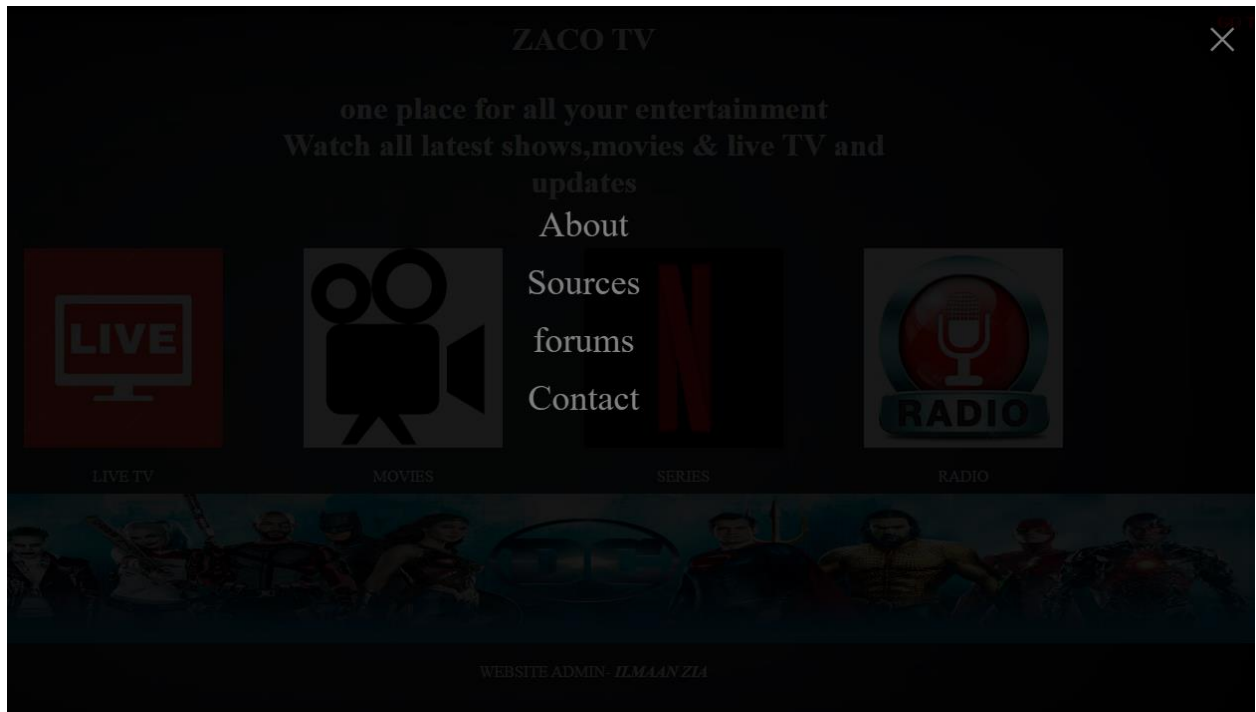 ZACO TV
one place for all your entertainment
Watch all latest shows,movies & live TV and
updates
About
Sources
forums
Contact
LIVE
N
RADIO
LIVE TV
MOVIES
SERIES
RADIO
DC
WEBSITE ADMIN- ILMAAN ZIA